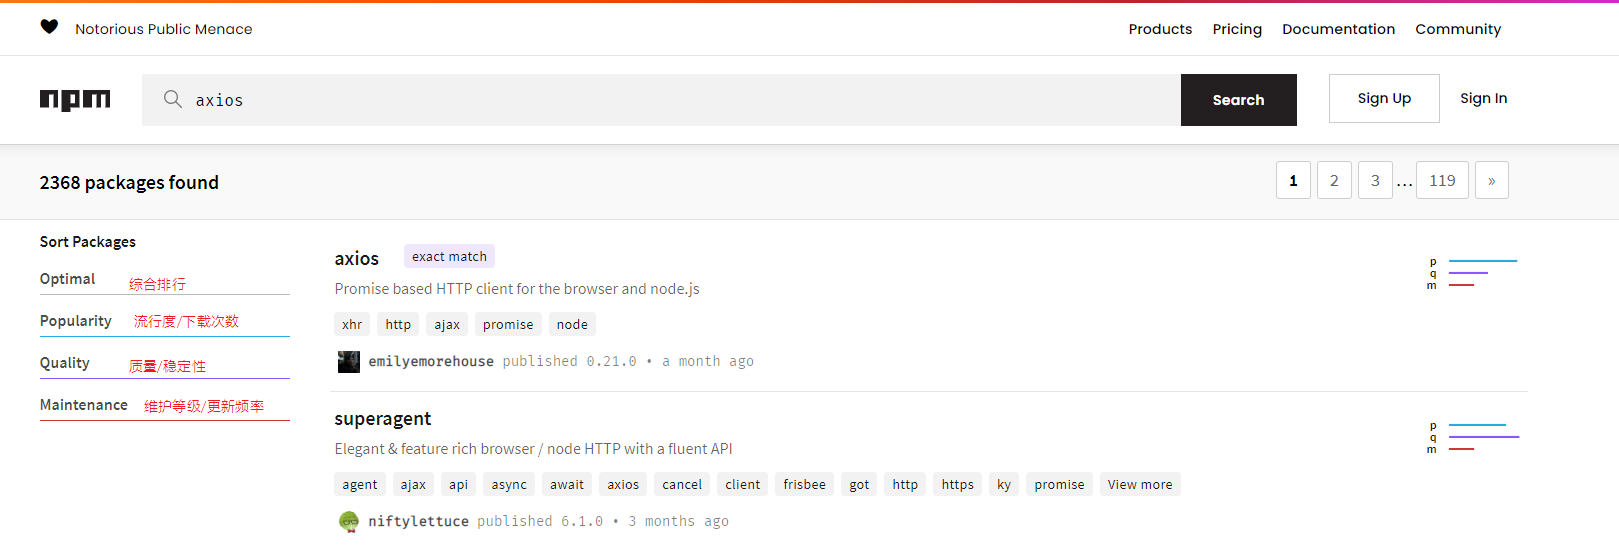 Notorious Public Menace
Products Pricing Documentation Community
npm axios Search Sign Up Sign In
2368 packages found
1 2 3 ... 119 »
Sort Packages
Optimal 综合排行
Popularity 流行度/下载次数
Quality 质量/稳定性
Maintenance 维护等级/更新频率
axios exact match
Promise based HTTP client for the browser and node.js
xhr http ajax promise node
emilyemorehouse published 0.21.0 • a month ago
p
q
m
superagent
Elegant & feature rich browser / node HTTP with a fluent API
agent ajax api async await axios cancel client frisbee got http https ky promise View more
niftylettuce published 6.1.0 • 3 months ago
p
q
m